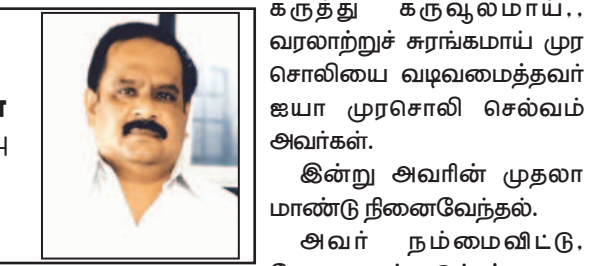 கருத்து கருவூலமாய்,,
வரலாற்றுச் சுரங்கமாய் முர
சொலியை வடிவமைத்தவர்
ஐயா முரசொலி செல்வம்
அவர்கள்.
இன்று அவரின் முதலா
மாண்டு நினைவேந்தல்.
அவர் நம்மைவிட்டு,